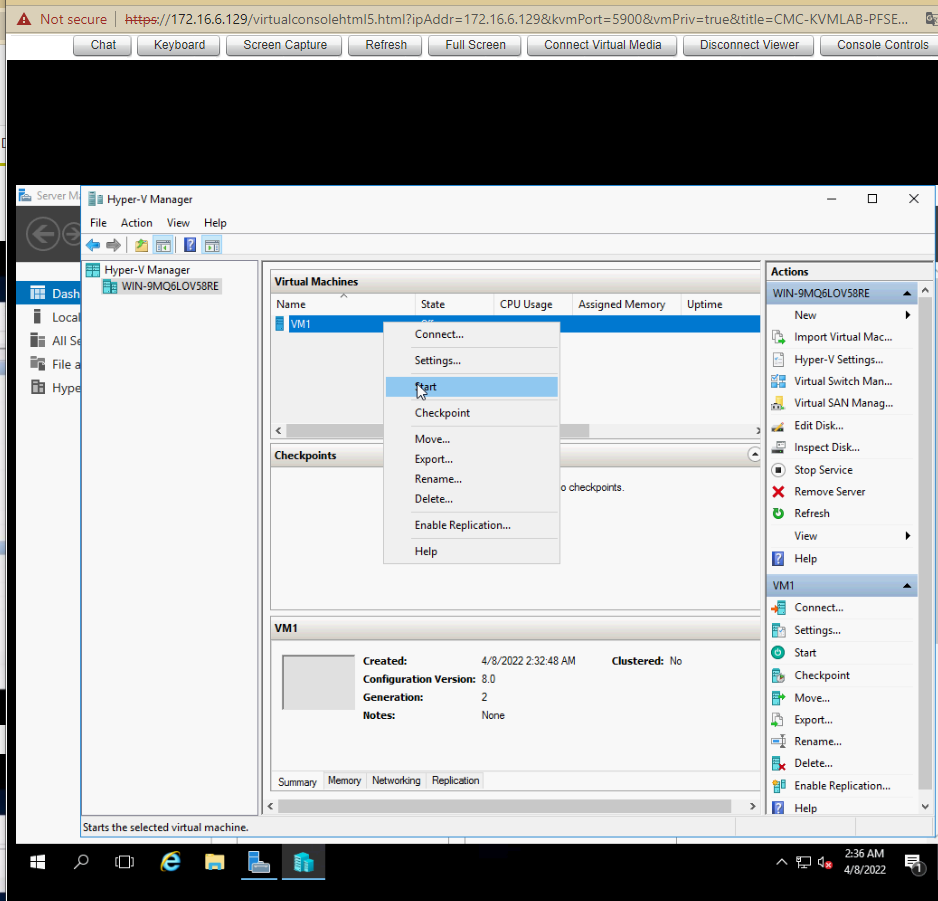 Not secure https://172.16.6.129/virtualconsolehtml5.html?ipAddr=172.16.6.129&kvmPort=5900&vmPriv=true&title=CMC-KVMLAB-PFSE...
Chat Keyboard Screen Capture Refresh Full Screen Connect Virtual Media Disconnect Viewer Console Controls
Server Ma
Hyper-V Manager
File Action View Help
Dash
Local
All Se
File a
Hype
Hyper-V Manager
WIN-9MQ6LOV58RE
Virtual Machines
Name State CPU Usage Assigned Memory Uptime
VM1
Connect...
Settings...
Start
Checkpoint
Move...
Export...
Rename...
Delete...
Enable Replication...
Help
Checkpoints
o checkpoints.
VM1
Created: 4/8/2022 2:32:48 AM Clustered: No
Configuration Version: 8.0
Generation: 2
Notes: None
Summary Memory Networking Replication
Actions
WIN-9MQ6LOV58RE
New
Import Virtual Mac...
Hyper-V Settings...
Virtual Switch Man...
Virtual SAN Manag...
Edit Disk...
Inspect Disk...
Stop Service
Remove Server
Refresh
View
Help
VM1
Connect...
Settings...
Start
Checkpoint
Move...
Export...
Rename...
Delete...
Enable Replication...
Help
Starts the selected virtual machine.
2:36 AM
4/8/2022
1